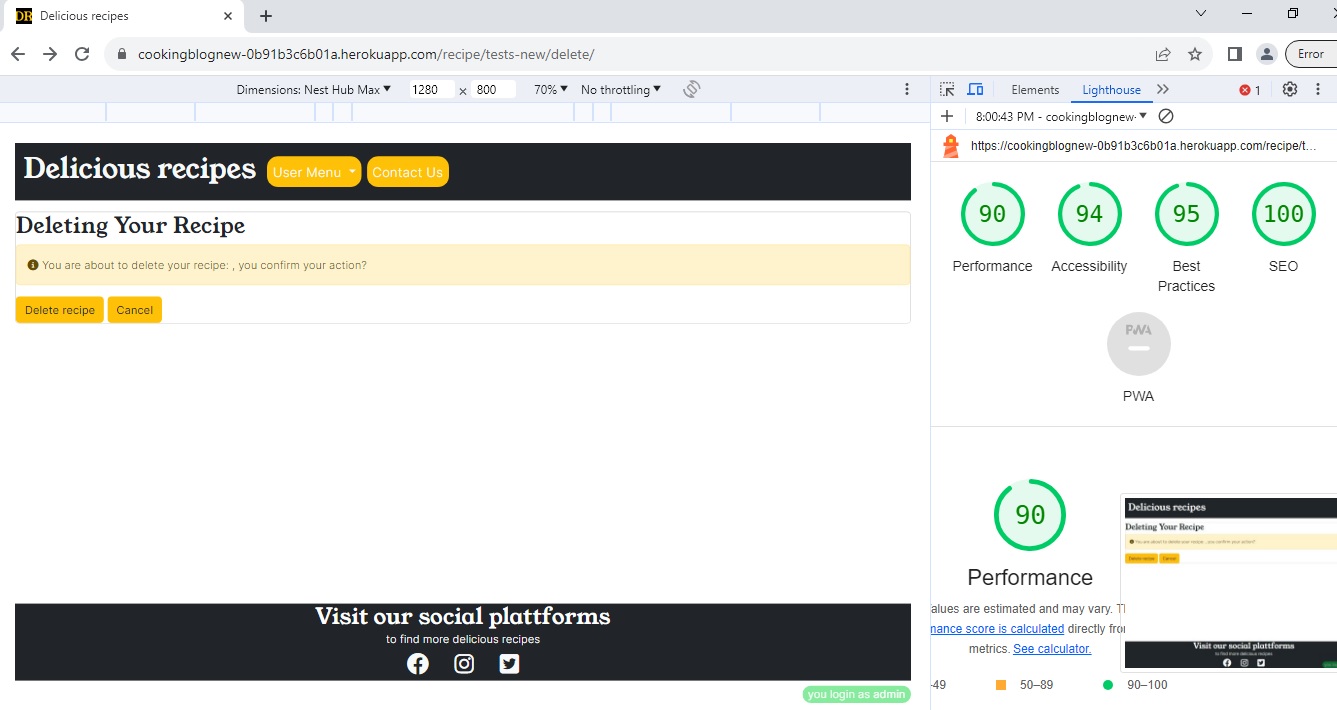 DR Delicious recipes
cookingblognew-0b91b3c6b01a.herokuapp.com/recipe/tests-new/delete/
Error
Dimensions: Nest Hub Max 1280 × 800 70% No throttling
Elements Lighthouse 1
8:00:43 PM - cookingblognew-
https://cookingblognew-0b91b3c6b01a.herokuapp.com/recipe/t...
Delicious recipes User Menu Contact Us
Deleting Your Recipe
You are about to delete your recipe: , you confirm your action?
Delete recipe Cancel
Visit our social plattforms
to find more delicious recipes
you login as admin
90 94 95 100
Performance Accessibility Best Practices SEO
PWA
PWA
90
Performance
alues are estimated and may vary. T
mance score is calculated directly fro
metrics. See calculator.
-49 50–89 90–100
Delicious recipes
Deleting Your Recipe
You are about to delete your recipe: , you confirm your action?
Delete recipe Cancel
Visit our social plattforms
to find more delicious recipes